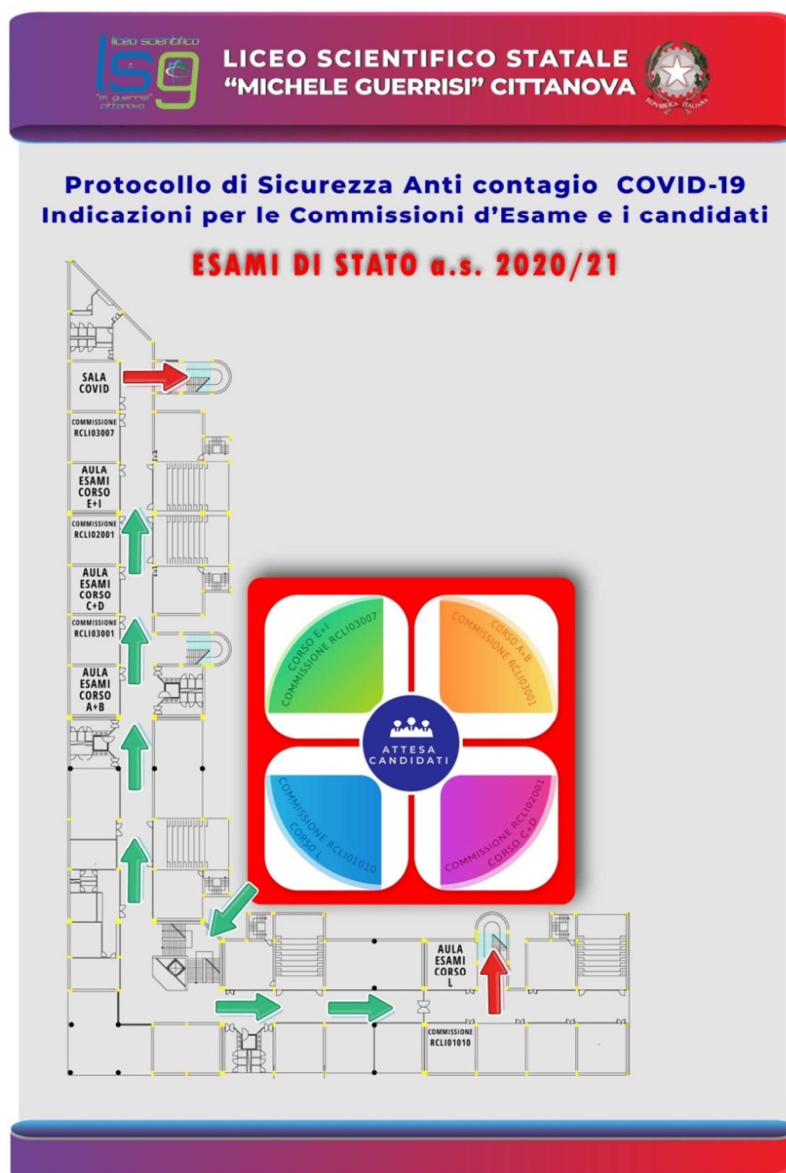 liceo scientifico
lsg
"m. guerrisi"
cittanova
LICEO SCIENTIFICO STATALE
“MICHELE GUERRISI” CITTANOVA
REPVBBLICA ITALIANA
Protocollo di Sicurezza Anti contagio COVID-19
Indicazioni per le Commissioni d’Esame e i candidati
ESAMI DI STATO a.s. 2020/21
SALA
COVID
COMMISSIONE
RCLI03007
AULA
ESAMI
CORSO
E+I
COMMISSIONE
RCLI02001
AULA
ESAMI
CORSO
C+D
COMMISSIONE
RCLI03001
AULA
ESAMI
CORSO
A+B
CORSO E+I
COMMISSIONE RCLI03007
CORSO A+B
COMMISSIONE RCLI03001
ATTESA
CANDIDATI
COMMISSIONE RCLI01010
CORSO L
COMMISSIONE RCLI02001
CORSO C+D
AULA
ESAMI
CORSO
L
COMMISSIONE
RCLI01010